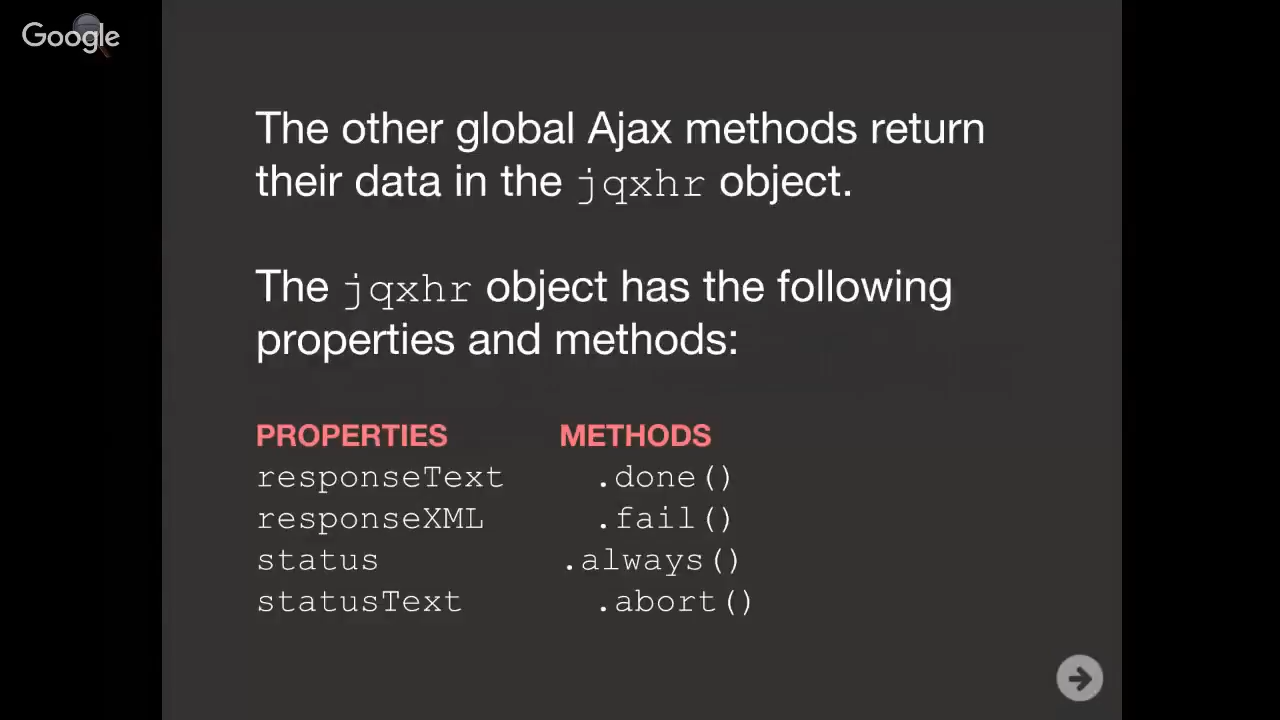 Google
The other global Ajax methods return
their data in the jqxhr object.
The jqxhr object has the following
properties and methods:
PROPERTIES METHODS
responseText .done()
responseXML .fail()
status .always()
statusText .abort()